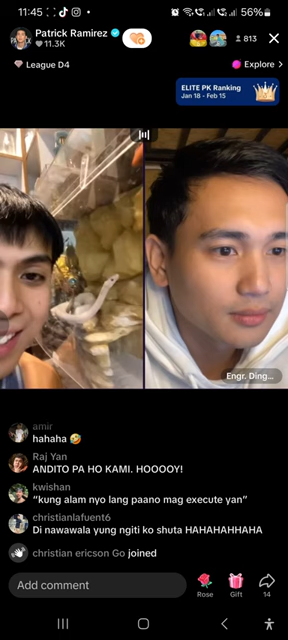 11:45
56%
Patrick Ramirez
11.3K
813
League D4
Explore >
ELITE PK Ranking
Jan 18 - Feb 15
Engr. Ding...
amir
hahaha 🤣
Raj Yan
ANDITO PA HO KAMI. HOOOOY!
kwishan
“kung alam nyo lang paano mag execute yan”
christianlafuent6
Di nawawala yung ngiti ko shuta HAHAHAHHAHA
christian ericson Go joined
Add comment
Rose
Gift
14